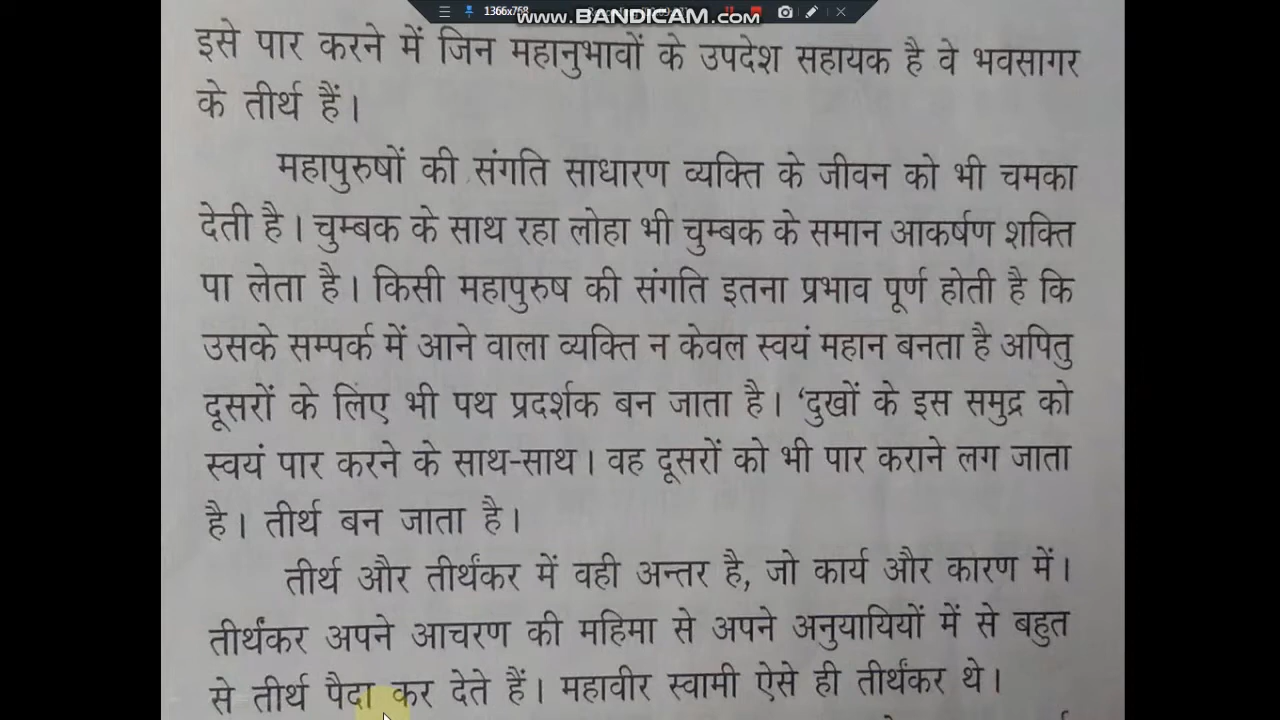 1366x768
www.BANDICAM.com
इसे पार करने में जिन महानुभावों के उपदेश सहायक है वे भवसागर
के तीर्थ हैं।
महापुरुषों की संगति साधारण व्यक्ति के जीवन को भी चमका
देती है। चुम्बक के साथ रहा लोहा भी चुम्बक के समान आकर्षण शक्ति
पा लेता है। किसी महापुरुष की संगति इतना प्रभाव पूर्ण होती है कि
उसके सम्पर्क में आने वाला व्यक्ति न केवल स्वयं महान बनता है अपितु
दूसरों के लिए भी पथ प्रदर्शक बन जाता है। ‘दुखों के इस समुद्र को
स्वयं पार करने के साथ-साथ। वह दूसरों को भी पार कराने लग जाता
है। तीर्थ बन जाता है।
तीर्थ और तीर्थंकर में वही अन्तर है, जो कार्य और कारण में।
तीर्थंकर अपने आचरण की महिमा से अपने अनुयायियों में से बहुत
से तीर्थ पैदा कर देते हैं। महावीर स्वामी ऐसे ही तीर्थंकर थे।